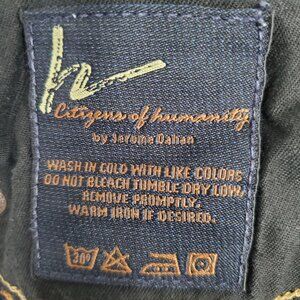 Citizens of humanity
by Jerome Dahan
WASH IN COLD WITH LIKE COLORS
DO NOT BLEACH TUMBLE DRY LOW
REMOVE PROMPTLY.
WARM IRON IF DESIRED.
30°